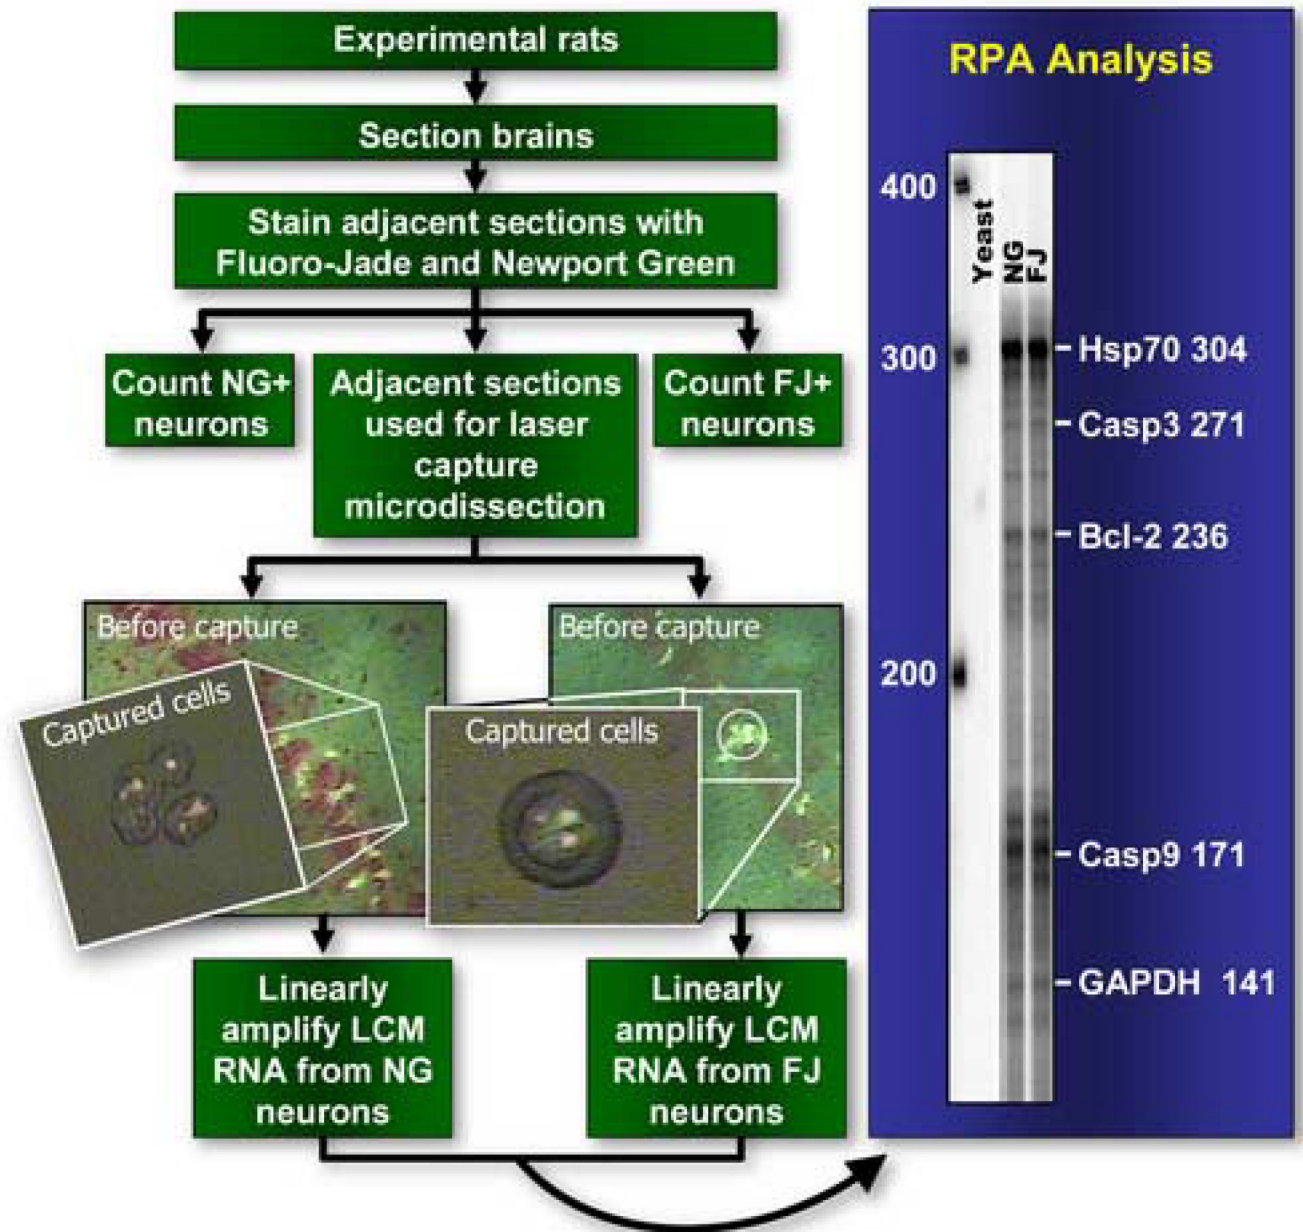 Experimental rats
Section brains
Stain adjacent sections with
Fluoro-Jade and Newport Green
Count NG+
neurons
Adjacent sections
used for laser
capture
microdissection
Count FJ+
neurons
Before capture
Captured cells
Before capture
Captured cells
Linearly
amplify LCM
RNA from NG
neurons
Linearly
amplify LCM
RNA from FJ
neurons
RPA Analysis
400
300
200
Yeast
NG
FJ
Hsp70 304
Casp3 271
Bcl-2 236
Casp9 171
GAPDH 141